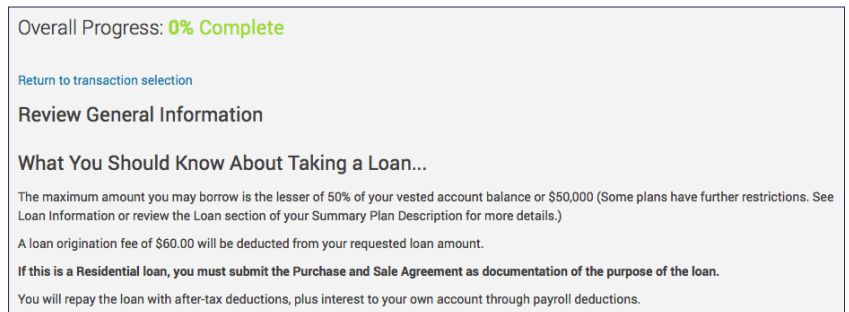 Overall Progress: 0% Complete
Return to transaction selection
Review General Information
What You Should Know About Taking a Loan...
The maximum amount you may borrow is the lesser of 50% of your vested account balance or $50,000 (Some plans have further restrictions. See
Loan Information or review the Loan section of your Summary Plan Description for more details.)
A loan origination fee of $60.00 will be deducted from your requested loan amount.
If this is a Residential loan, you must submit the Purchase and Sale Agreement as documentation of the purpose of the loan.
You will repay the loan with after-tax deductions, plus interest to your own account through payroll deductions.